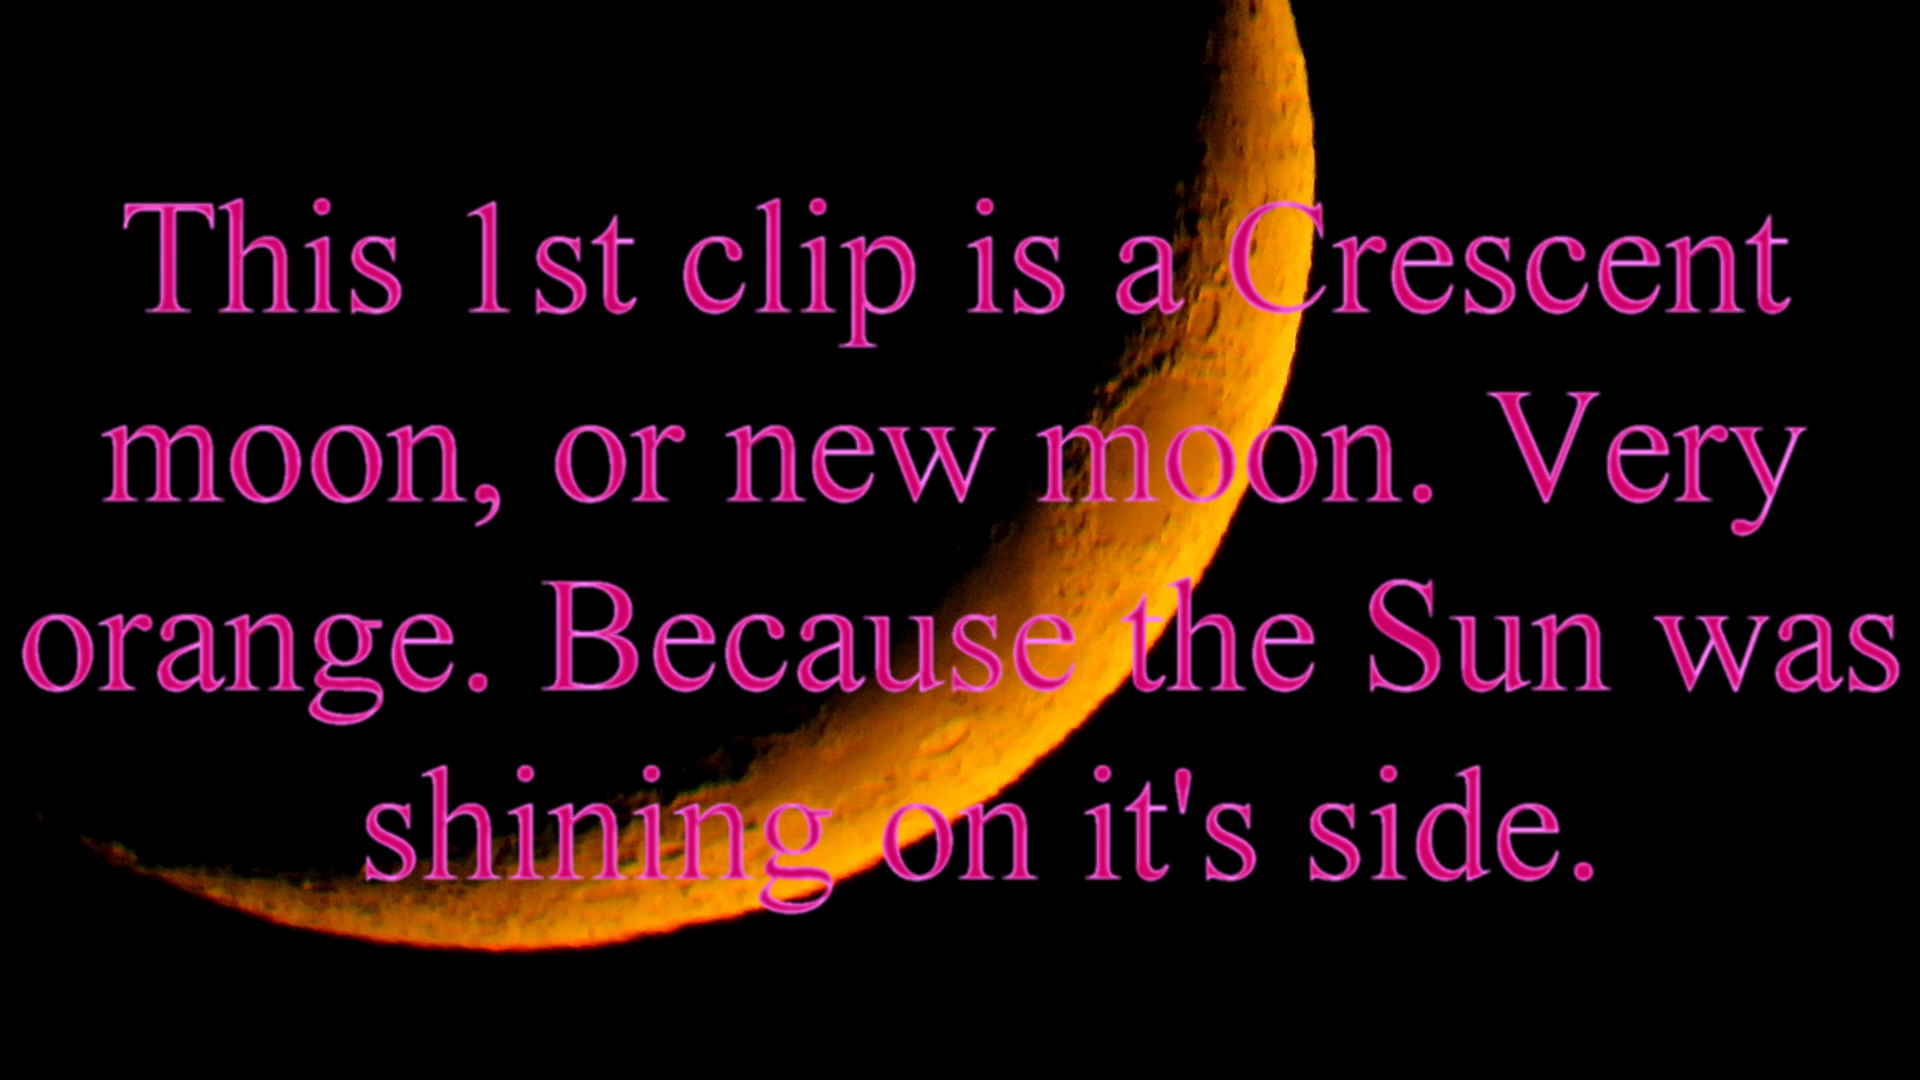 This 1st clip is a Crescent
moon, or new moon. Very
orange. Because the Sun was
shining on it's side.